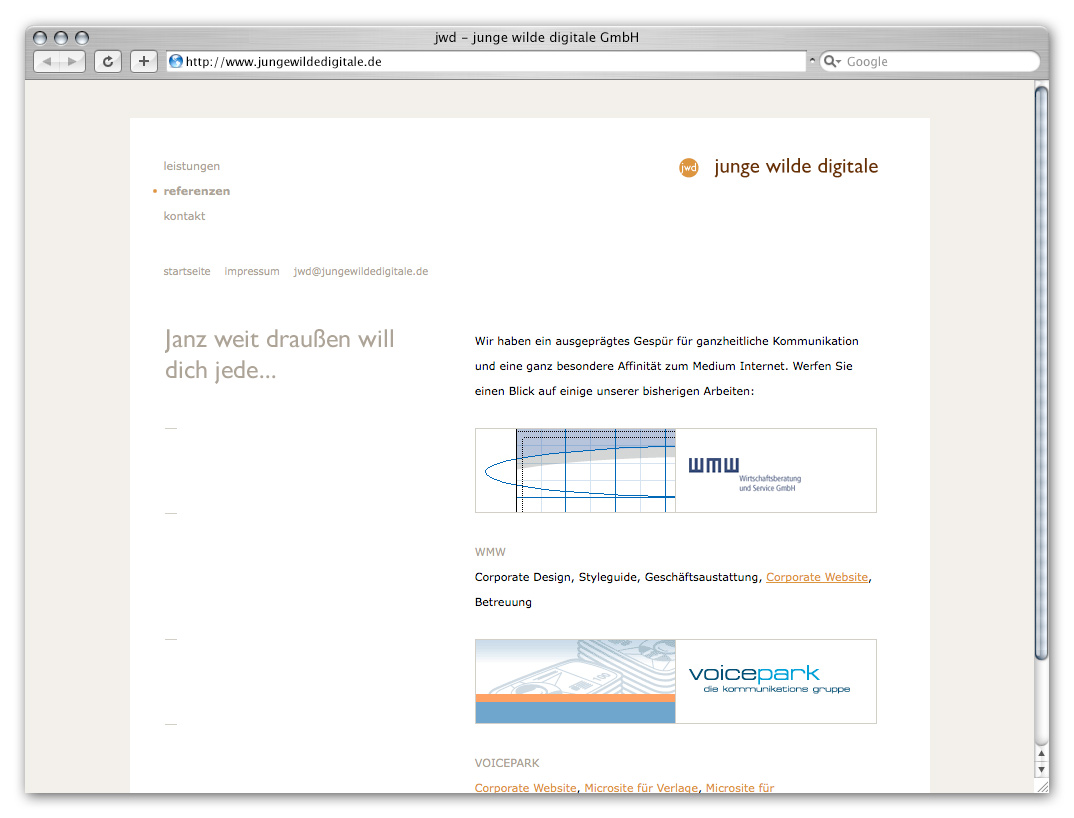 jwd – junge wilde digitale GmbH
http://www.jungewildedigitale.de
Google
leistungen
jwd junge wilde digitale
referenzen
kontakt
startseite impressum jwd@jungewildedigitale.de
Janz weit draußen will
dich jede...
Wir haben ein ausgeprägtes Gespür für ganzheitliche Kommunikation
und eine ganz besondere Affinität zum Medium Internet. Werfen Sie
einen Blick auf einige unserer bisherigen Arbeiten:
wmw
Wirtschaftsberatung
und Service GmbH
WMW
Corporate Design, Styleguide, Geschäftsaustattung, Corporate Website,
Betreuung
100
voicepark
die kommunikations gruppe
VOICEPARK
Corporate Website, Microsite für Verlage, Microsite für